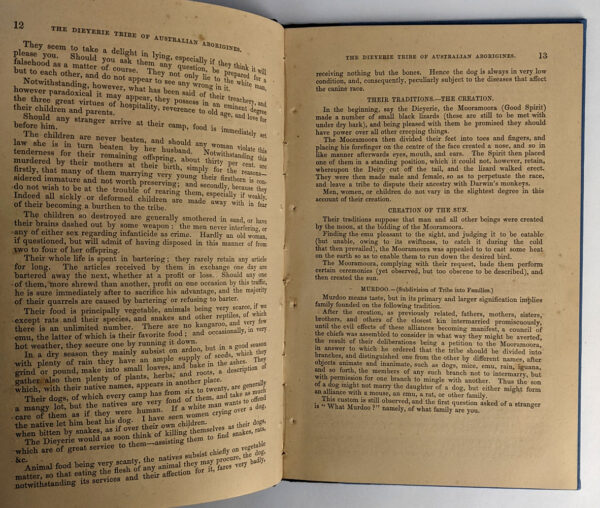 12
THE DIEYERIE TRIBE OF AUSTRALIAN ABORIGINES.
They seem to take a delight in lying, especially if they think it will
please you. Should you ask them any question, be prepared for a
falsehood as a matter of course. They not only lie to the white man,
but to each other, and do not appear to see any wrong in it.
Notwithstanding, however, what has been said of their treachery, and
however paradoxical it may appear, they possess in an eminent degree
the three great virtues of hospitality, reverence to old age, and love for
their children and parents.
Should any stranger arrive at their camp, food is immediately set
before him.
The children are never beaten, and should any woman violate this
law she is in turn beaten by her husband. Notwithstanding this
tenderness for their remaining offspring, about thirty per cent. are
murdered by their mothers at their birth, simply for the reasons—
firstly, that many of them marrying very young their firstborn is con-
sidered immature and not worth preserving; and secondly, because they
do not wish to be at the trouble of rearing them, especially if weakly.
Indeed all sickly or deformed children are made away with in fear
of their becoming a burthen to the tribe.
The children so destroyed are generally smothered in sand, or have
their brains dashed out by some weapon; the men never interfering, or
any of either sex regarding infanticide as crime. Hardly an old woman,
if questioned, but will admit of having disposed in this manner of from
two to four of her offspring.
Their whole life is spent in bartering; they rarely retain any article
for long. The articles received by them in exchange one day are
bartered away the next, whether at a profit or loss. Should any one
of them, more shrewd than another, profit on one occasion by this traffic,
he is sure immediately after to sacrifice his advantage, and the majority
of their quarrels are caused by bartering or refusing to barter.
Their food is principally vegetable, animals being very scarce, if we
except rats and their species, and snakes and other reptiles, of which
there is an unlimited number. There are no kangaroo, and very few
emu, the latter of which is their favorite food; and occasionally, in very
hot weather, they secure one by running it down.
In a dry season they mainly subsist on ardoo, but in a good season
with plenty of rain they have an ample supply of seeds, which they
grind or pound, make into small loaves, and bake in the ashes. They
gather also then plenty of plants, herbs, and roots, a description of
which, with their native names, appears in another place.
Their dogs, of which every camp has from six to twenty, are generally
a mangy lot, but the natives are very fond of them, and take as much
care of them as if they were human. If a white man wants to offend
the native let him beat his dog. I have seen women crying over a dog,
when bitten by snakes, as if over their own children.
The Dieyerie would as soon think of killing themselves as their dogs,
which are of great service to them—assisting them to find snakes, rats,
&c.
Animal food being very scanty, the natives subsist chiefly on vegetable
matter, so that eating the flesh of any animal they may procure, the dog,
notwithstanding its services and their affection for it, fares very badly,
THE DIEYERIE TRIBE OF AUSTRALIAN ABORIGINES.
13
receiving nothing but the bones. Hence the dog is always in very low
condition, and, consequently, peculiarly subject to the diseases that affect
the canine race.
THEIR TRADITIONS—THE CREATION.
In the beginning, say the Dieyerie, the Mooramoora (Good Spirit)
made a number of small black lizards (these are still to be met with
under dry bark), and being pleased with them he promised they should
have power over all other creeping things.
The Mooramoora then divided their feet into toes and fingers, and
placing his forefinger on the centre of the face created a nose, and so in
like manner afterwards eyes, mouth, and ears. The Spirit then placed
one of them in a standing position, which it could not, however, retain,
whereupon the Deity cut off the tail, and the lizard walked erect.
They were then made male and female, so as to perpetuate the race,
and leave a tribe to dispute their ancestry with Darwin's monkeys.
Men, women, or children do not vary in the slightest degree in this
account of their creation.
CREATION OF THE SUN.
Their traditions suppose that man and all other beings were created
by the moon, at the bidding of the Mooramoora.
Finding the emu pleasant to the sight, and judging it to be eatable
(but unable, owing to its swiftness, to catch it during the cold
that then prevailed), the Mooramoora was appealed to to cast some heat
on the earth so as to enable them to run down the desired bird.
The Mooramoora, complying with their request, bade them perform
certain ceremonies (yet observed, but too obscene to be described), and
then created the sun.
MURDOO.—(Subdivision of Tribe into Families.)
Murdoo means taste, but in its primary and larger signification implies
family founded on the following tradition.
After the creation, as previously related, fathers, mothers, sisters,
brothers, and others of the closest kin intermarried promiscuously,
until the evil effects of these alliances becoming manifest, a council of
the chiefs was assembled to consider in what way they might be averted,
the result of their deliberations being a petition to the Mooramoora,
in answer to which he ordered that the tribe should be divided into
branches, and distinguished one from the other by different names, after
objects animate and inanimate, such as dogs, mice, emu, rain, iguana,
and so forth, the members of any such branch not to intermarry, but
with permission for one branch to mingle with another. Thus the son
of a dog might not marry the daughter of a dog, but either might form
an alliance with a mouse, an emu, a rat, or other family.
This custom is still observed, and the first question asked of a stranger
is "What Murdoo?" namely, of what family are you.